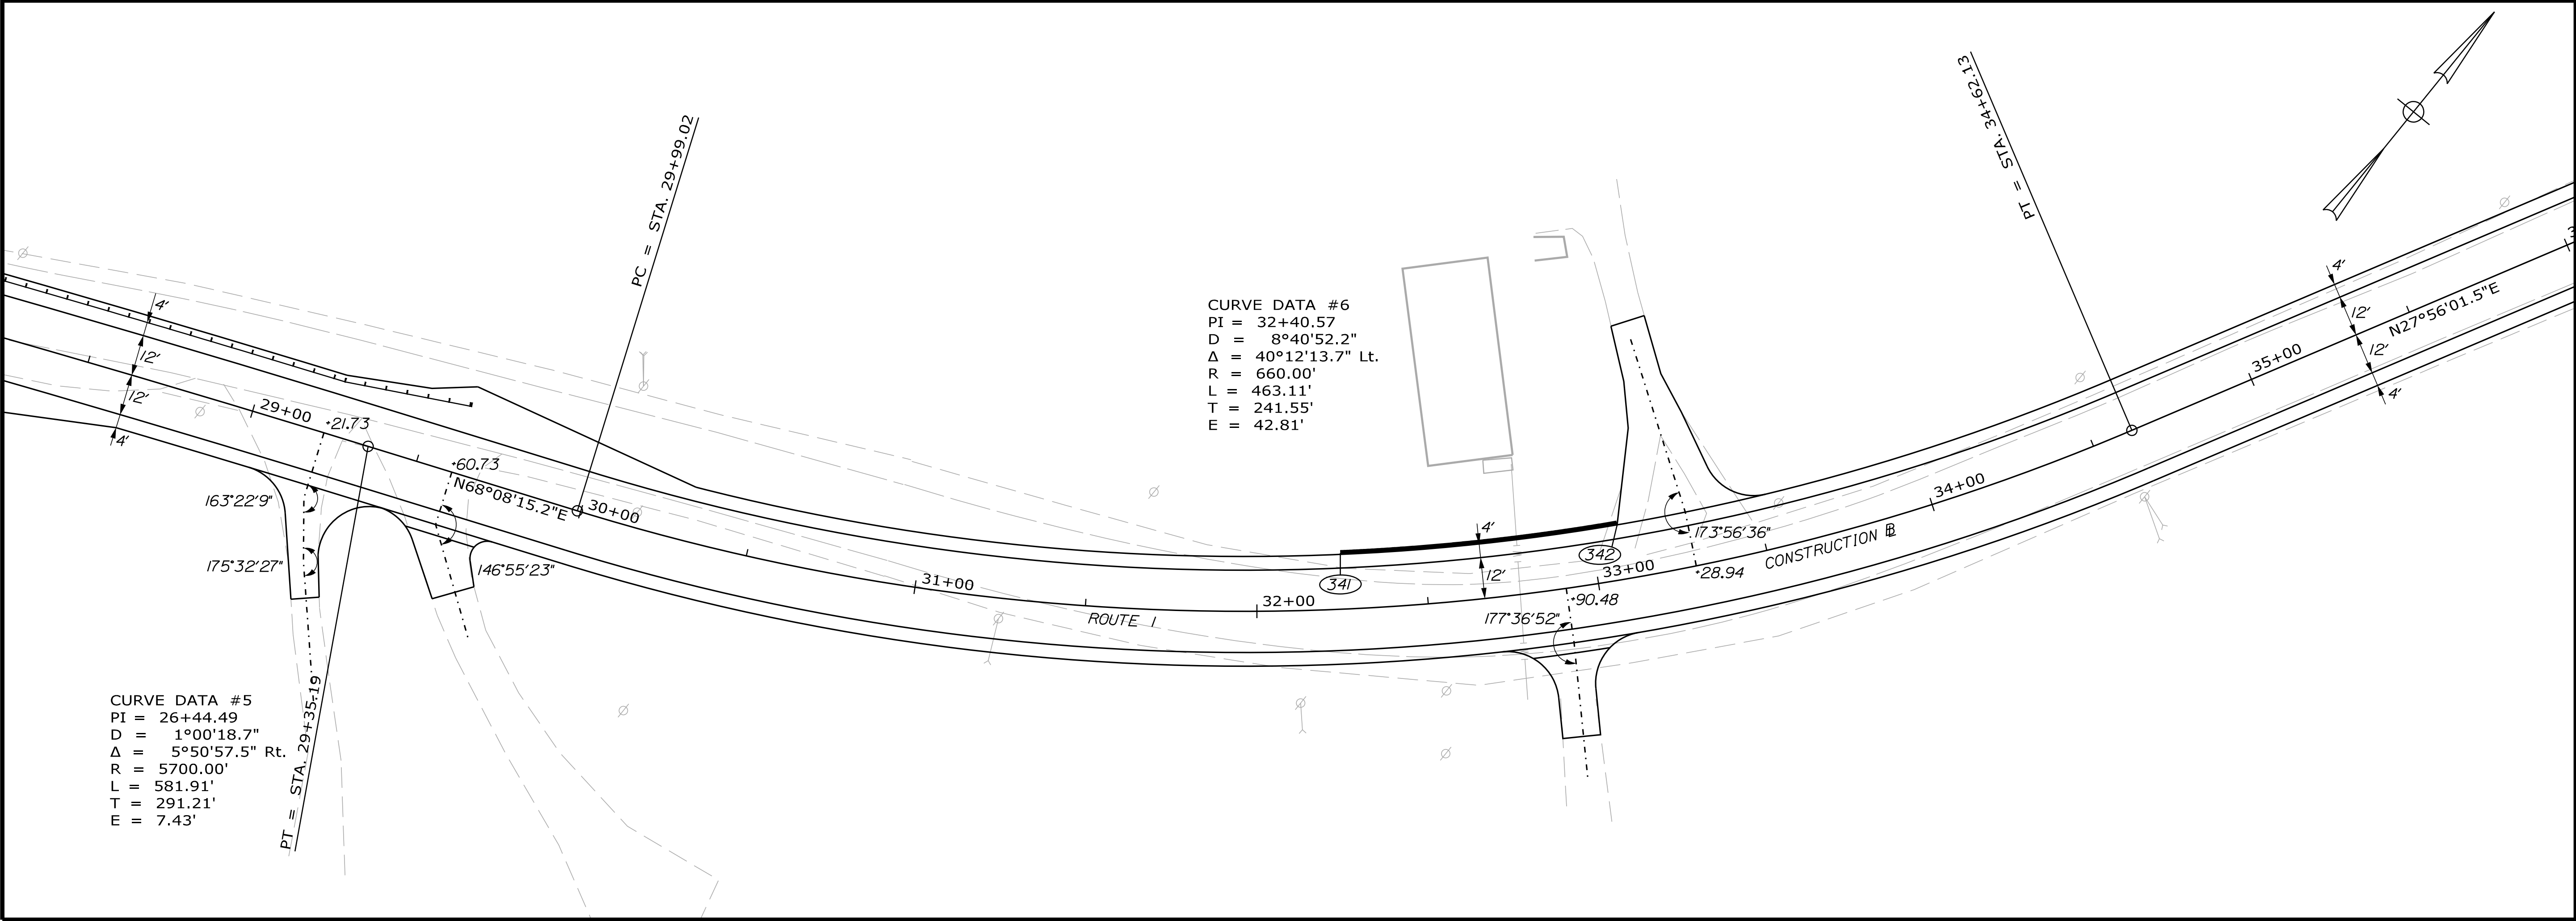 PC = STA. 29+99.02
PT = STA. 34+62.13
CURVE DATA #6
PI = 32+40.57
D = 8°40'52.2"
Δ = 40°12'13.7" Lt.
R = 660.00'
L = 463.11'
T = 241.55'
E = 42.81'
4'
12'
12'
4'
29+00
+21.73
+60.73
N68°08'15.2"E
30+00
163°22'9"
175°32'27"
146°55'23"
31+00
ROUTE 1
32+00
341
4'
12'
342
33+00
173°56'36"
+28.94
+90.48
177°36'52"
CONSTRUCTION ℄
34+00
35+00
N27°56'01.5"E
4'
12'
12'
4'
3
CURVE DATA #5
PI = 26+44.49
D = 1°00'18.7"
Δ = 5°50'57.5" Rt.
R = 5700.00'
L = 581.91'
T = 291.21'
E = 7.43'
PT = STA. 29+35.19